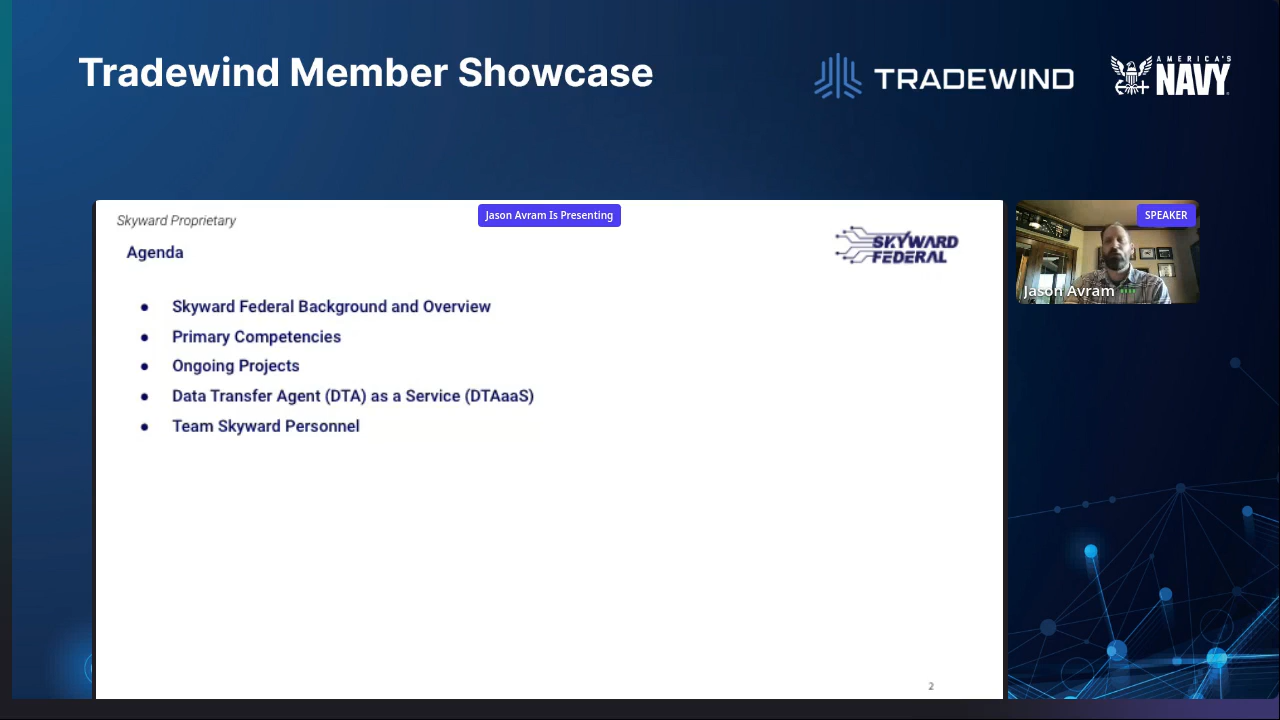 Tradewind Member Showcase
TRADEWIND
AMERICA'S
NAVY
Skyward Proprietary
Jason Avram Is Presenting
SPEAKER
Agenda
SKYWARD
FEDERAL
Jason Avram
● Skyward Federal Background and Overview
● Primary Competencies
● Ongoing Projects
● Data Transfer Agent (DTA) as a Service (DTAaaS)
● Team Skyward Personnel
2